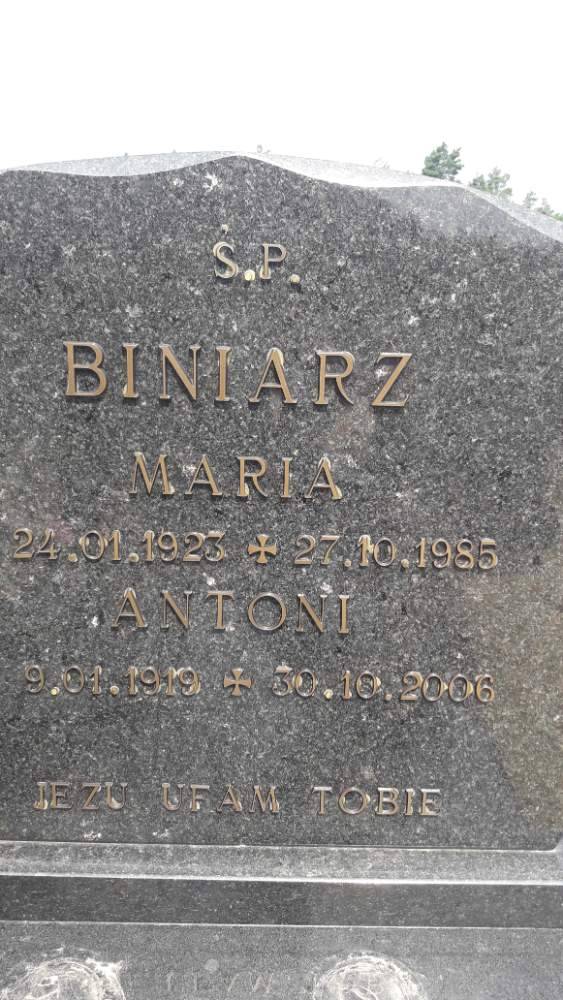 Ś.P.
BINIARZ
MARIA
24.01.1923 ✠ 27.10.1985
ANTONI
9.01.1919 ✠ 30.10.2006
JEZU UFAM TOBIE